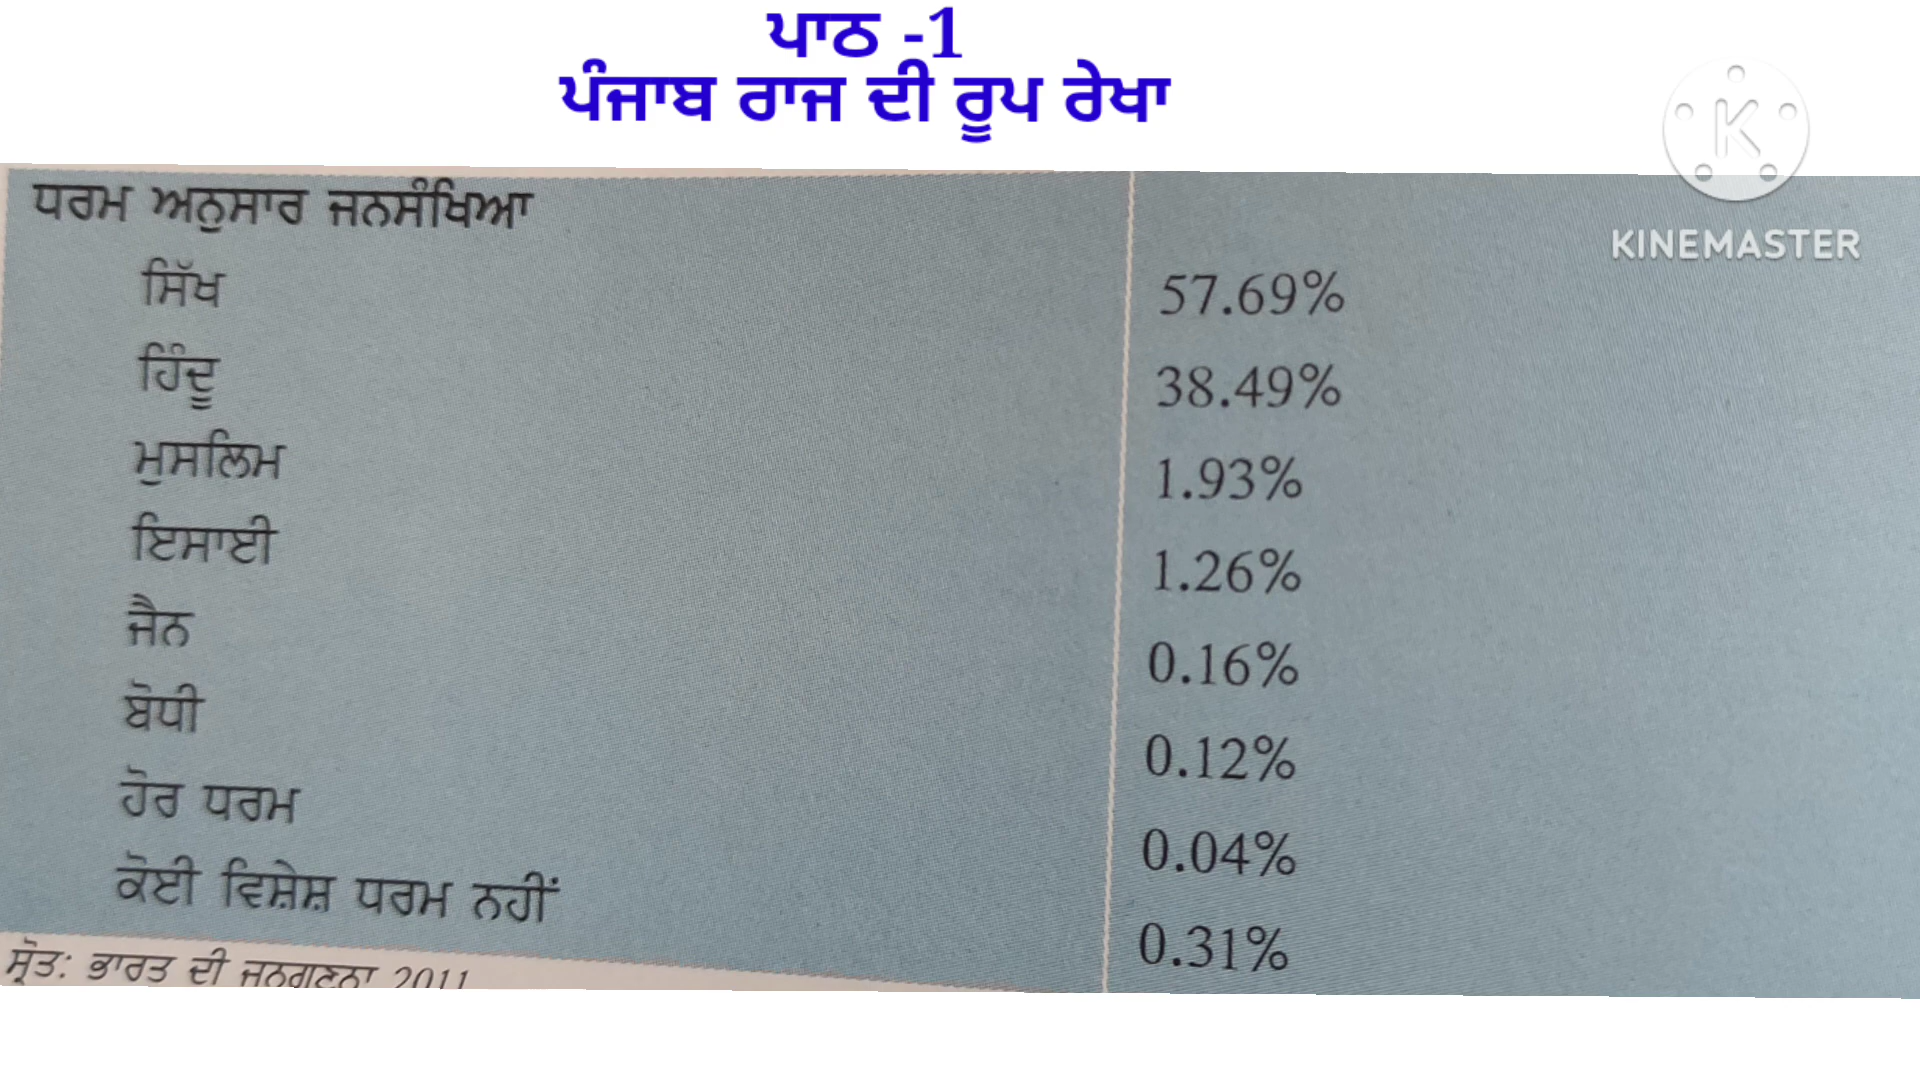 ਪਾਠ -1
ਪੰਜਾਬ ਰਾਜ ਦੀ ਰੂਪ ਰੇਖਾ
KINEMASTER
ਧਰਮ ਅਨੁਸਾਰ ਜਨਸੰਖਿਆ
ਸਿੱਖ 57.69%
ਹਿੰਦੂ 38.49%
ਮੁਸਲਿਮ 1.93%
ਇਸਾਈ 1.26%
ਜੈਨ 0.16%
ਬੋਧੀ 0.12%
ਹੋਰ ਧਰਮ 0.04%
ਕੋਈ ਵਿਸ਼ੇਸ਼ ਧਰਮ ਨਹੀਂ 0.31%
ਸ੍ਰੋਤ: ਭਾਰਤ ਦੀ ਜਨਗਣਨਾ 2011